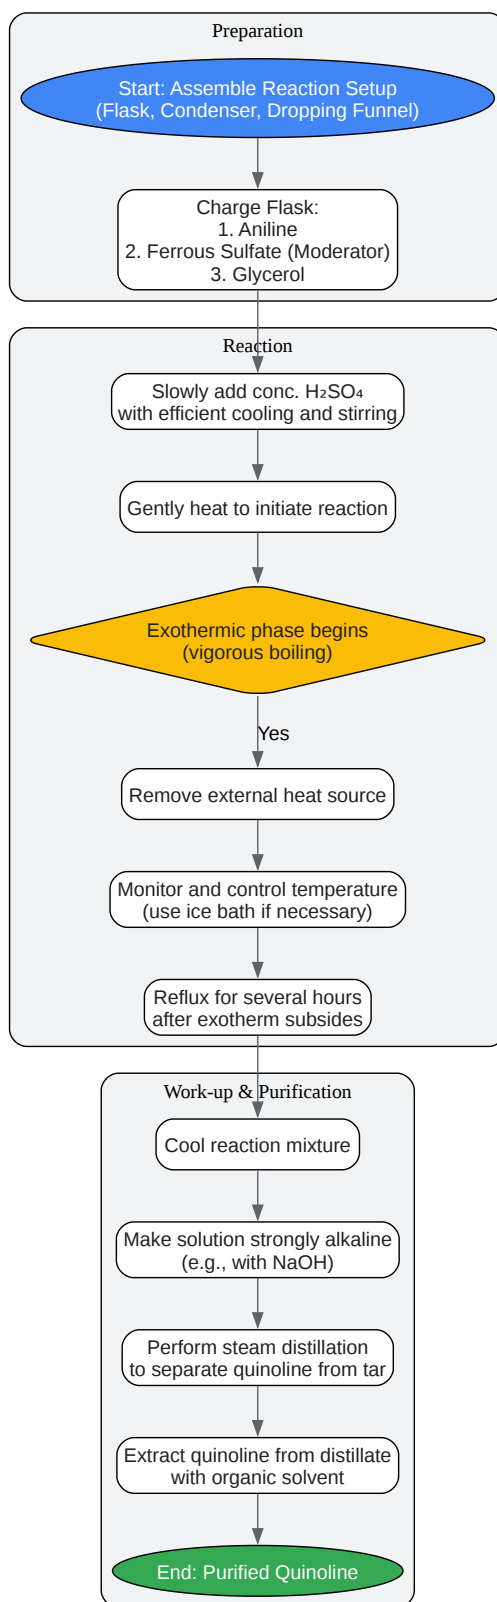 Preparation
Start: Assemble Reaction Setup
(Flask, Condenser, Dropping Funnel)
Charge Flask:
1. Aniline
2. Ferrous Sulfate (Moderator)
3. Glycerol
Reaction
Slowly add conc. H₂SO₄
with efficient cooling and stirring
Gently heat to initiate reaction
Exothermic phase begins
(vigorous boiling)
Yes
Remove external heat source
Monitor and control temperature
(use ice bath if necessary)
Reflux for several hours
after exotherm subsides
Work-up & Purification
Cool reaction mixture
Make solution strongly alkaline
(e.g., with NaOH)
Perform steam distillation
to separate quinoline from tar
Extract quinoline from distillate
with organic solvent
End: Purified Quinoline